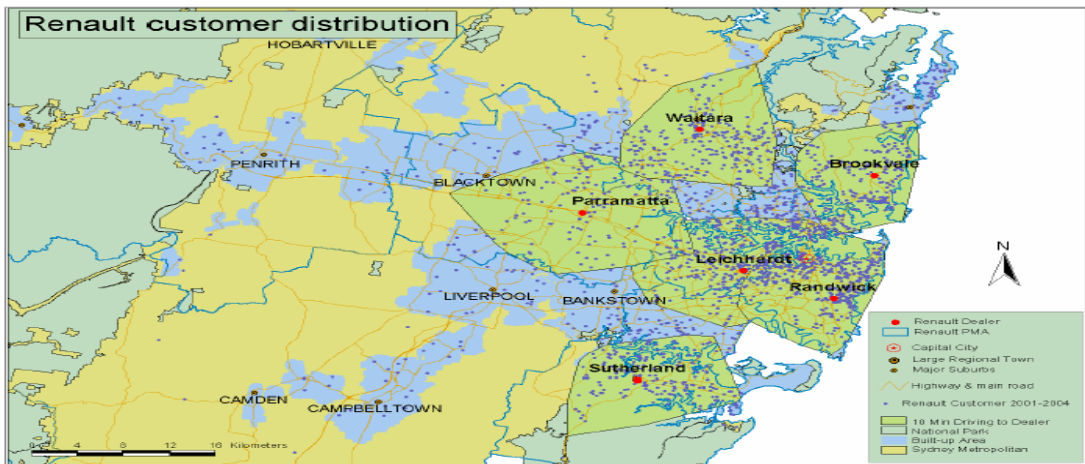 Renault customer distribution
HOBARTVILLE
Waitara
PENRITH
BLACKTOWN
Brookvale
Parramatta
Leichhardt
LIVERPOOL
BANKSTOWN
Randwick
Sutherland
CAMDEN
CAMPBELLTOWN
N
Renault Dealer
Renault PMA
Capital City
Large Regional Town
Major Suburbs
Highway & main road
Renault Customer 2001-2004
10 Min Driving to Dealer
National Park
Built-up Area
Sydney Metropolitan
4 8 12 16 Kilometers